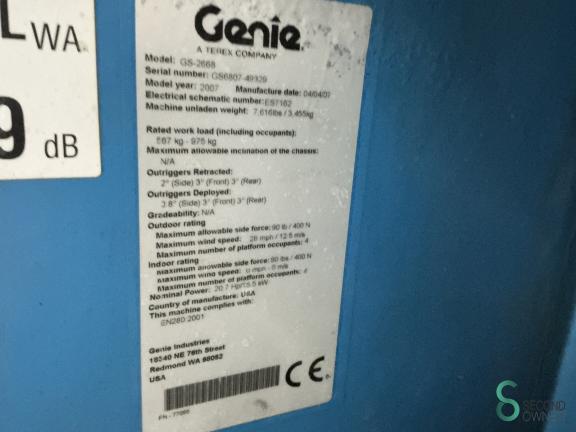 LWA
9 dB
Genie
A TEREX COMPANY
Model: GS-2668
Serial number: GS6807-49329
Model year: 2007 Manufacture date: 04/04/07
Electrical schematic number: ES7162
Machine unladen weight: 7,616lbs / 3,455kg
Rated work load (including occupants):
567 kg - 975 kg
Maximum allowable inclination of the chassis:
N/A
Outriggers Retracted:
2° (Side) 3° (Front) 3° (Rear)
Outriggers Deployed:
3.8° (Side) 3° (Front) 3° (Rear)
Gradeability: N/A
Outdoor rating
Maximum allowable side force: 90 lb / 400 N
Maximum wind speed: 28 mph / 12.5 m/s
Maximum number of platform occupants: 4
Indoor rating
Maximum allowable side force: 90 lbs / 400 N
Maximum wind speed: 0 mph - 0 m/s
Maximum number of platform occupants: 4
Nominal Power: 20.7 Hp/15.5 kW
Country of manufacture: USA
This machine complies with:
EN280:2001
Genie Industries
18340 NE 76th Street
Redmond WA 98052
USA
CE
PN - 77055
SECOND
OWNER